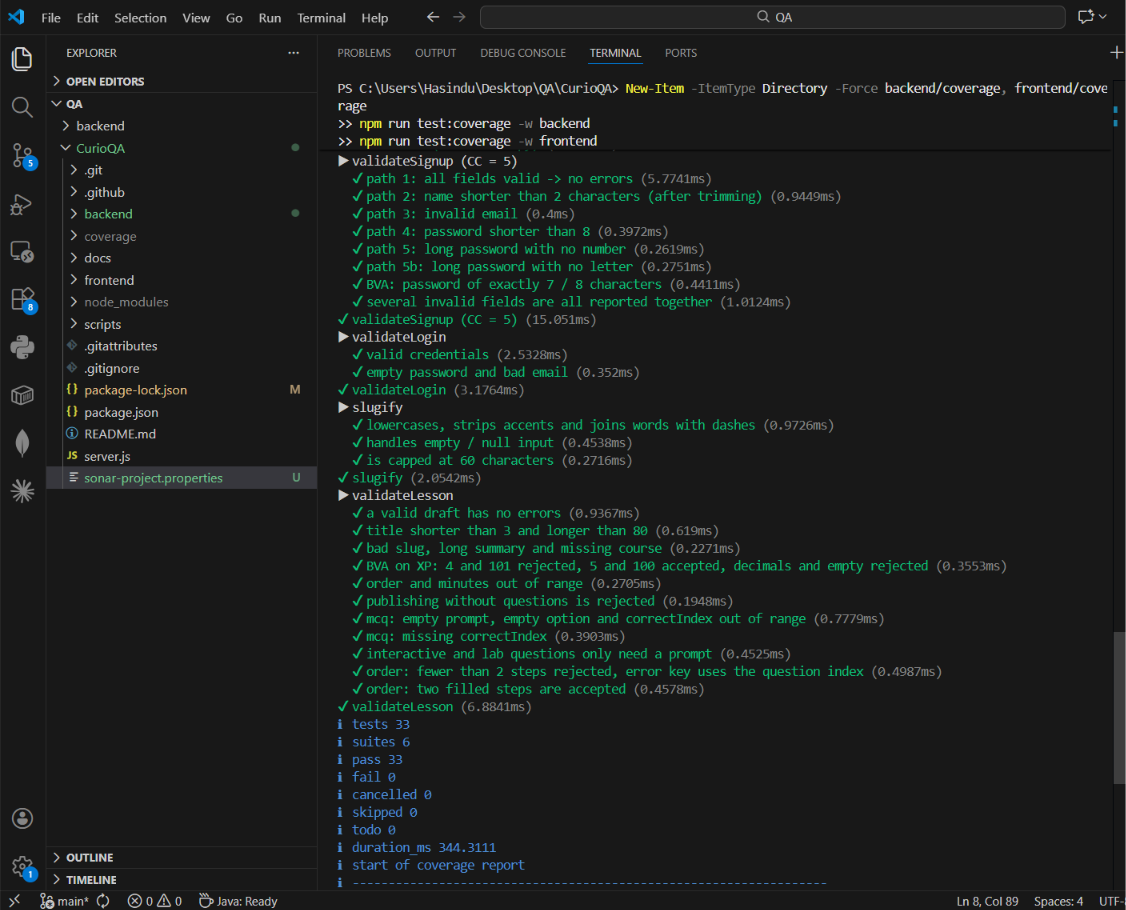 File Edit Selection View Go Run Terminal Help
QA
EXPLORER
OPEN EDITORS
QA
backend
CurioQA
.git
.github
backend
coverage
docs
frontend
node_modules
scripts
.gitattributes
.gitignore
{} package-lock.json M
{} package.json
README.md
JS server.js
sonar-project.properties U
OUTLINE
TIMELINE
5
8
1
PROBLEMS OUTPUT DEBUG CONSOLE TERMINAL PORTS
PS C:\Users\Hasindu\Desktop\QA\CurioQA> New-Item -ItemType Directory -Force backend/coverage, frontend/cove
rage
>> npm run test:coverage -w backend
>> npm run test:coverage -w frontend
▶ validateSignup (CC = 5)
✓ path 1: all fields valid -> no errors (5.7741ms)
✓ path 2: name shorter than 2 characters (after trimming) (0.9449ms)
✓ path 3: invalid email (0.4ms)
✓ path 4: password shorter than 8 (0.3972ms)
✓ path 5: long password with no number (0.2619ms)
✓ path 5b: long password with no letter (0.2751ms)
✓ BVA: password of exactly 7 / 8 characters (0.4411ms)
✓ several invalid fields are all reported together (1.0124ms)
✓ validateSignup (CC = 5) (15.051ms)
▶ validateLogin
✓ valid credentials (2.5328ms)
✓ empty password and bad email (0.352ms)
✓ validateLogin (3.1764ms)
▶ slugify
✓ lowercases, strips accents and joins words with dashes (0.9726ms)
✓ handles empty / null input (0.4538ms)
✓ is capped at 60 characters (0.2716ms)
✓ slugify (2.0542ms)
▶ validateLesson
✓ a valid draft has no errors (0.9367ms)
✓ title shorter than 3 and longer than 80 (0.619ms)
✓ bad slug, long summary and missing course (0.2271ms)
✓ BVA on XP: 4 and 101 rejected, 5 and 100 accepted, decimals and empty rejected (0.3553ms)
✓ order and minutes out of range (0.2705ms)
✓ publishing without questions is rejected (0.1948ms)
✓ mcq: empty prompt, empty option and correctIndex out of range (0.7779ms)
✓ mcq: missing correctIndex (0.3903ms)
✓ interactive and lab questions only need a prompt (0.4525ms)
✓ order: fewer than 2 steps rejected, error key uses the question index (0.4987ms)
✓ order: two filled steps are accepted (0.4578ms)
✓ validateLesson (6.8841ms)
ℹ tests 33
ℹ suites 6
ℹ pass 33
ℹ fail 0
ℹ cancelled 0
ℹ skipped 0
ℹ todo 0
ℹ duration_ms 344.3111
ℹ start of coverage report
ℹ ------------------------------------------------------------
main* 0 0 Java: Ready Ln 8, Col 89 Spaces: 4 UTF-